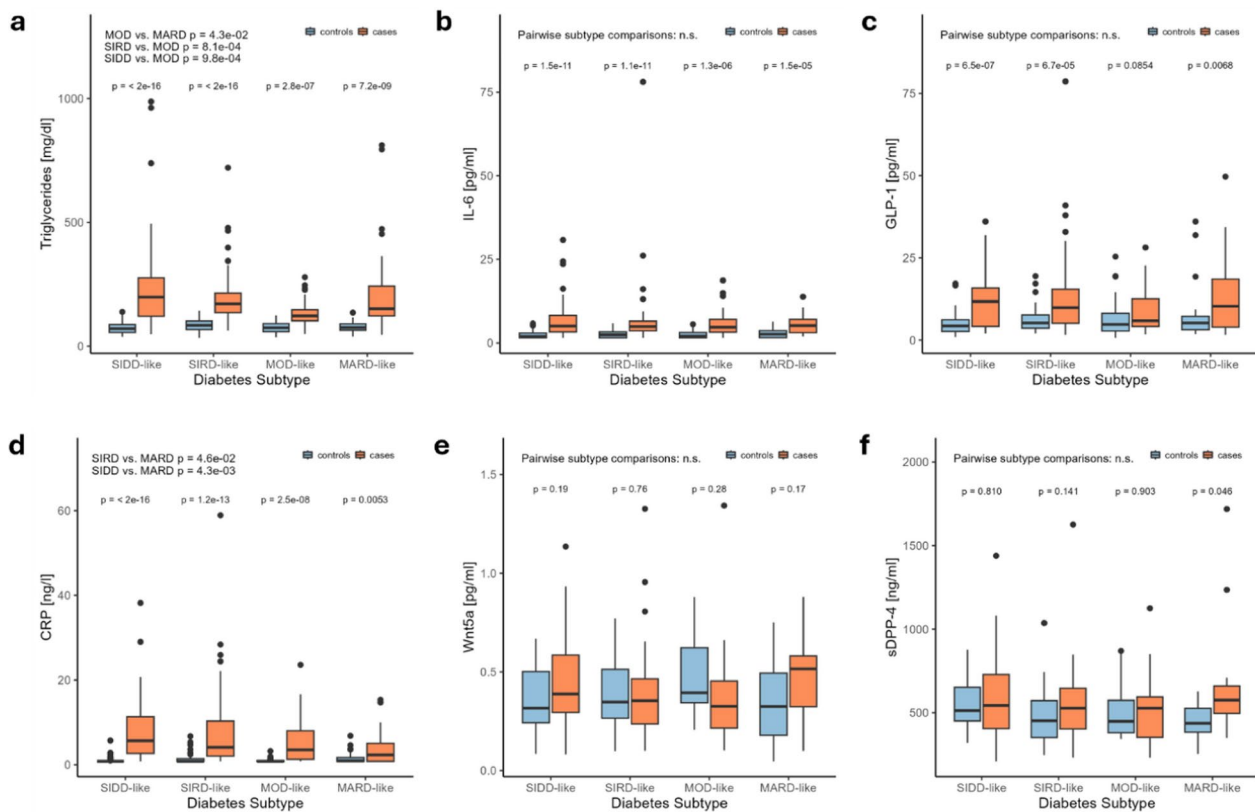 a
MOD vs. MARD p = 4.3e-02
SIRD vs. MOD p = 8.1e-04
SIDD vs. MOD p = 9.8e-04
controls cases
p = < 2e-16 p = < 2e-16 p = 2.8e-07 p = 7.2e-09
1000
500
0
Triglycerides [mg/dl]
SIDD-like SIRD-like MOD-like MARD-like
Diabetes Subtype
b
Pairwise subtype comparisons: n.s.
controls cases
p = 1.5e-11 p = 1.1e-11 p = 1.3e-06 p = 1.5e-05
75
50
25
0
IL-6 [pg/ml]
SIDD-like SIRD-like MOD-like MARD-like
Diabetes Subtype
c
Pairwise subtype comparisons: n.s.
controls cases
p = 6.5e-07 p = 6.7e-05 p = 0.0854 p = 0.0068
75
50
25
0
GLP-1 [pg/ml]
SIDD-like SIRD-like MOD-like MARD-like
Diabetes Subtype
d
SIRD vs. MARD p = 4.6e-02
SIDD vs. MARD p = 4.3e-03
controls cases
p = < 2e-16 p = 1.2e-13 p = 2.5e-08 p = 0.0053
60
40
20
0
CRP [ng/l]
SIDD-like SIRD-like MOD-like MARD-like
Diabetes Subtype
e
Pairwise subtype comparisons: n.s.
controls cases
p = 0.19 p = 0.76 p = 0.28 p = 0.17
1.5
1.0
0.5
0.0
Wnt5a [pg/ml]
SIDD-like SIRD-like MOD-like MARD-like
Diabetes Subtype
f
Pairwise subtype comparisons: n.s.
controls cases
p = 0.810 p = 0.141 p = 0.903 p = 0.046
2000
1500
1000
500
sDPP-4 [ng/ml]
SIDD-like SIRD-like MOD-like MARD-like
Diabetes Subtype